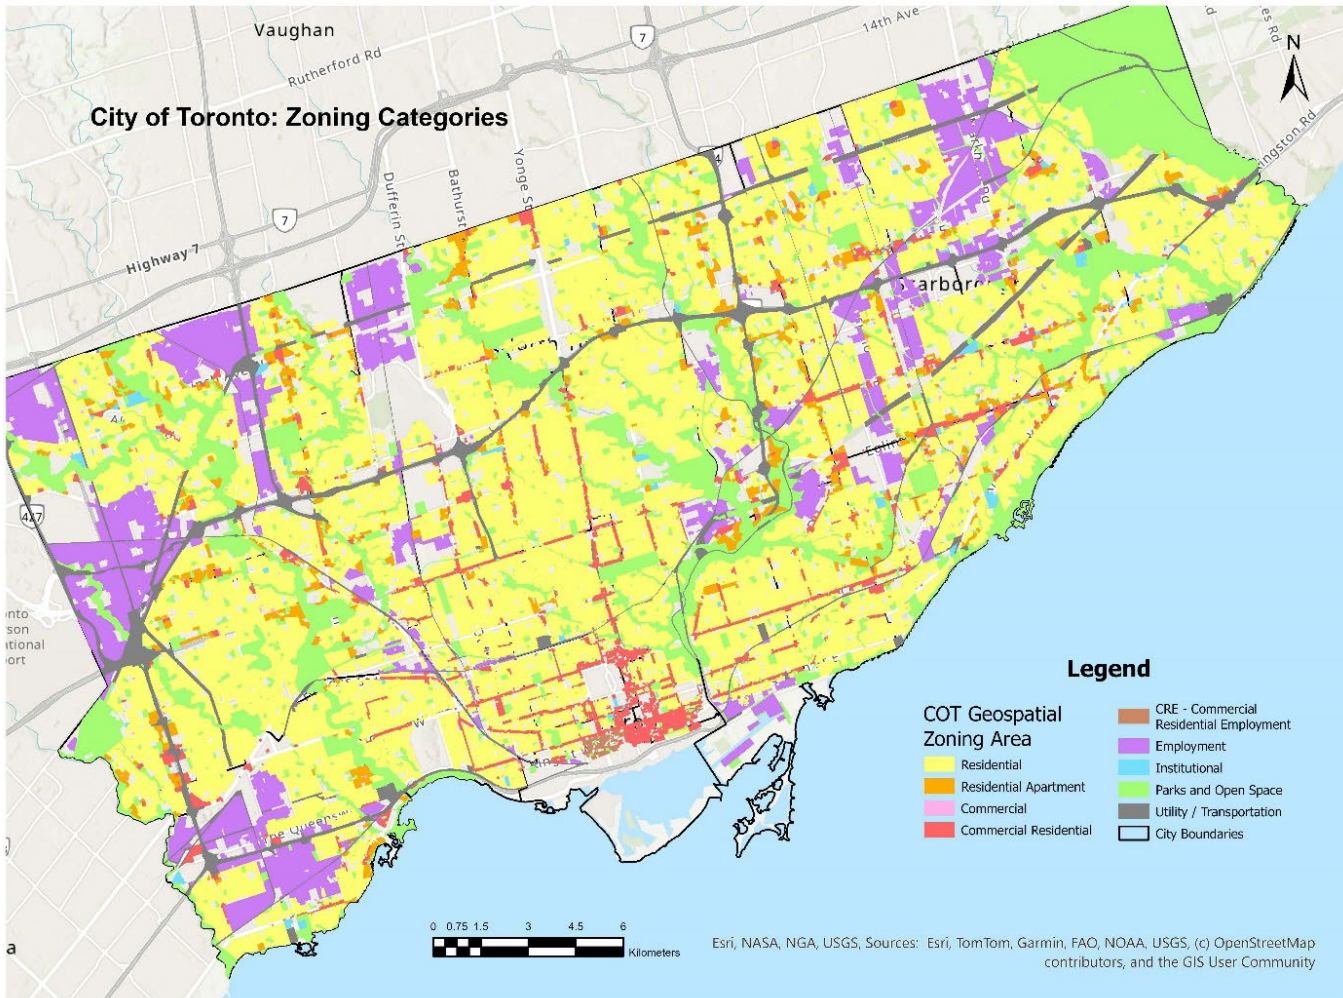 Vaughan
14th Ave
7
Rutherford Rd
N
City of Toronto: Zoning Categories
Yonge St
Bathurst
Dufferin St
7
Highway 7
427
Legend
COT Geospatial
Zoning Area
Residential
Residential Apartment
Commercial
Commercial Residential
CRE - Commercial
Residential Employment
Employment
Institutional
Parks and Open Space
Utility / Transportation
City Boundaries
0 0.75 1.5 3 4.5 6
Kilometers
Esri, NASA, NGA, USGS, Sources: Esri, TomTom, Garmin, FAO, NOAA, USGS, (c) OpenStreetMap
contributors, and the GIS User Community